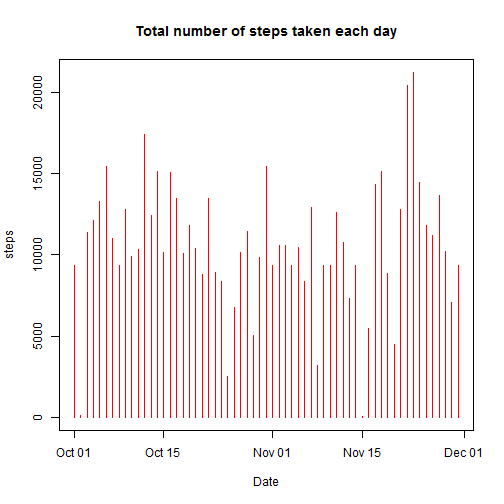 Total number of steps taken each day
steps
20000
15000
10000
5000
0
Oct 01 Oct 15 Nov 01 Nov 15 Dec 01
Date